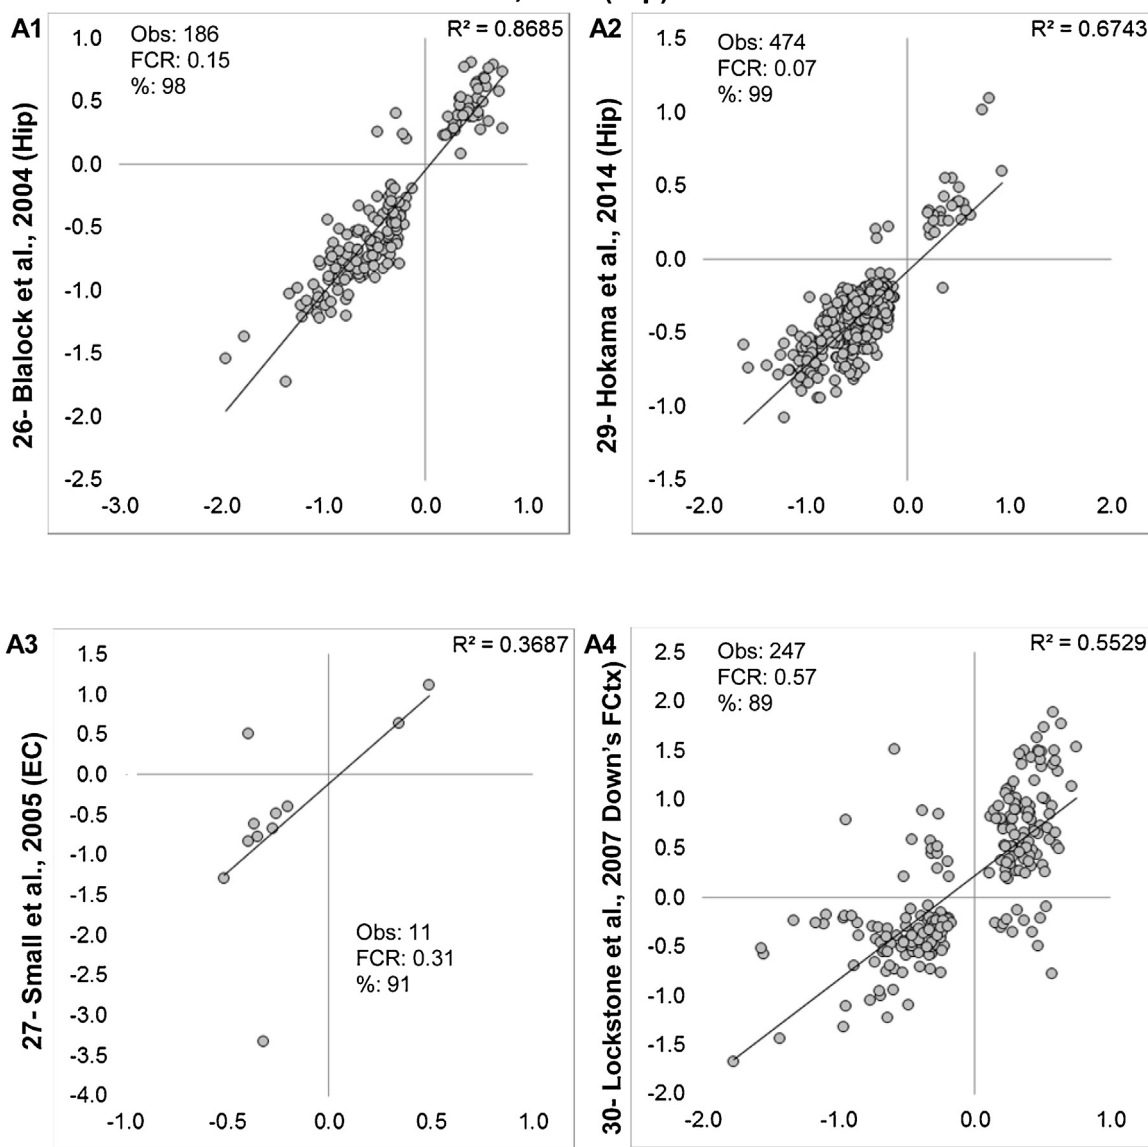 A1
26- Blalock et al., 2004 (Hip)
Obs: 186
FCR: 0.15
%: 98
R² = 0.8685
1.0
0.5
0.0
-0.5
-1.0
-1.5
-2.0
-2.5
-3.0 -2.0 -1.0 0.0 1.0
A2
29- Hokama et al., 2014 (Hip)
Obs: 474
FCR: 0.07
%: 99
R² = 0.6743
1.5
1.0
0.5
0.0
-0.5
-1.0
-1.5
-2.0 -1.0 0.0 1.0 2.0
A3
27- Small et al., 2005 (EC)
R² = 0.3687
1.5
1.0
0.5
0.0
-0.5
-1.0
-1.5
-2.0
-2.5
-3.0
-3.5
-4.0
Obs: 11
FCR: 0.31
%: 91
-1.0 -0.5 0.0 0.5 1.0
A4
30- Lockstone et al., 2007 Down's FCtx)
Obs: 247
FCR: 0.57
%: 89
R² = 0.5529
2.5
2.0
1.5
1.0
0.5
0.0
-0.5
-1.0
-1.5
-2.0
-2.0 -1.0 0.0 1.0